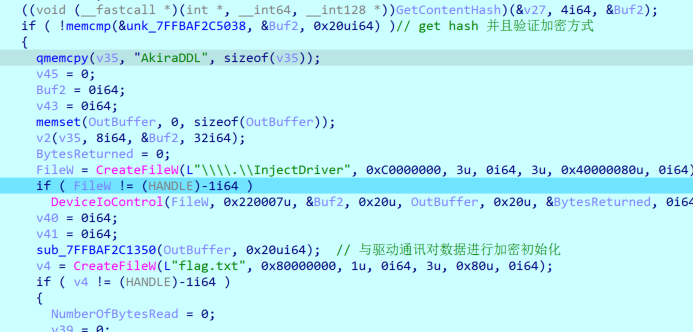 ((void (__fastcall *)(int *, __int64, __int128 *))GetContentHash)(&v27, 4i64, &Buf2);
if ( !memcmp(&unk_7FFBAF2C5038, &Buf2, 0x20ui64) )// get hash 并且验证加密方式
{
qmemcpy(v35, "AkiraDDL", sizeof(v35));
v45 = 0;
Buf2 = 0i64;
v43 = 0i64;
memset(OutBuffer, 0, sizeof(OutBuffer));
v2(v35, 8i64, &Buf2, 32i64);
BytesReturned = 0;
FileW = CreateFileW(L"\\\\.\\InjectDriver", 0xC0000000, 3u, 0i64, 3u, 0x40000080u, 0i64)
if ( FileW != (HANDLE)-1i64 )
DeviceIoControl(FileW, 0x220007u, &Buf2, 0x20u, OutBuffer, 0x20u, &BytesReturned, 0i64
v40 = 0i64;
v41 = 0i64;
sub_7FFBAF2C1350(OutBuffer, 0x20ui64); // 与驱动通讯对数据进行加密初始化
v4 = CreateFileW(L"flag.txt", 0x80000000, 1u, 0i64, 3u, 0x80u, 0i64);
if ( v4 != (HANDLE)-1i64 )
{
NumberOfBytesRead = 0;
v39 = 0;